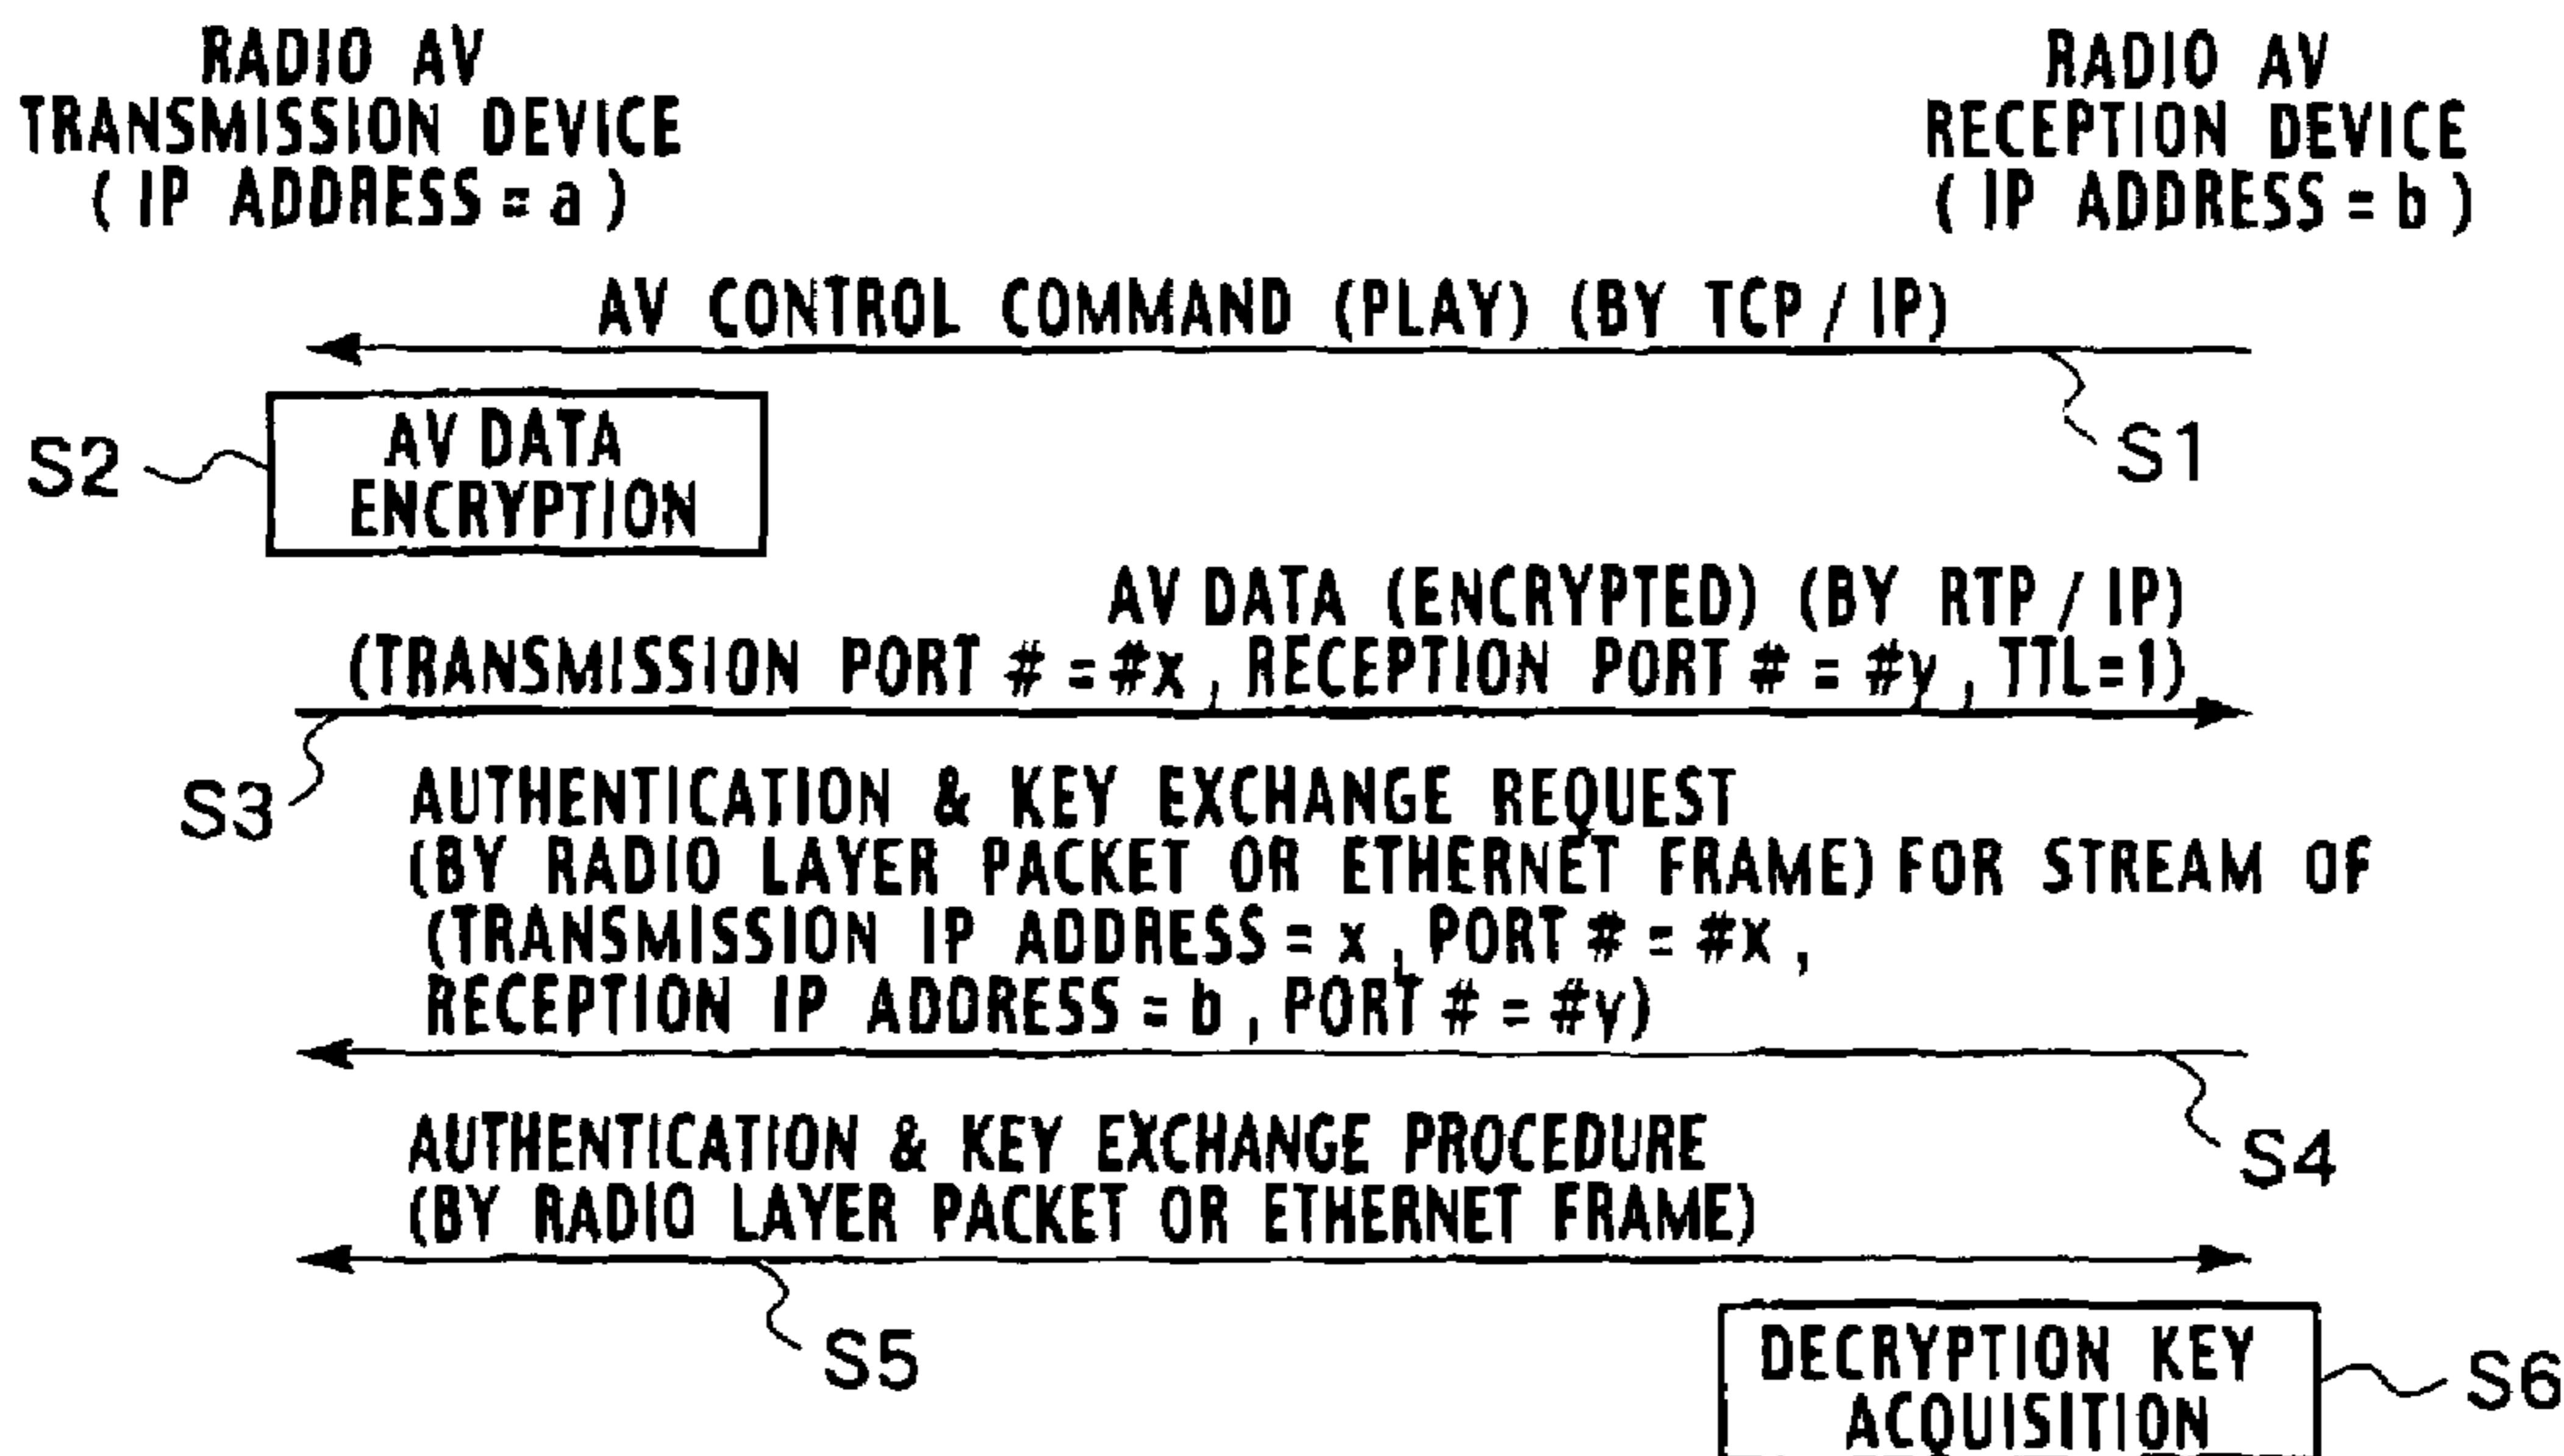 RADIO AV
TRANSMISSION DEVICE
( IP ADDRESS = a )
RADIO AV
RECEPTION DEVICE
( IP ADDRESS = b )
AV CONTROL COMMAND (PLAY) (BY TCP / IP)
S1
S2
AV DATA
ENCRYPTION
AV DATA (ENCRYPTED) (BY RTP / IP)
(TRANSMISSION PORT # = #x , RECEPTION PORT # = #y , TTL=1)
S3
AUTHENTICATION & KEY EXCHANGE REQUEST
(BY RADIO LAYER PACKET OR ETHERNET FRAME) FOR STREAM OF
(TRANSMISSION IP ADDRESS = x , PORT # = #x ,
RECEPTION IP ADDRESS = b , PORT # = #y)
S4
AUTHENTICATION & KEY EXCHANGE PROCEDURE
(BY RADIO LAYER PACKET OR ETHERNET FRAME)
S5
DECRYPTION KEY
ACQUISITION
S6